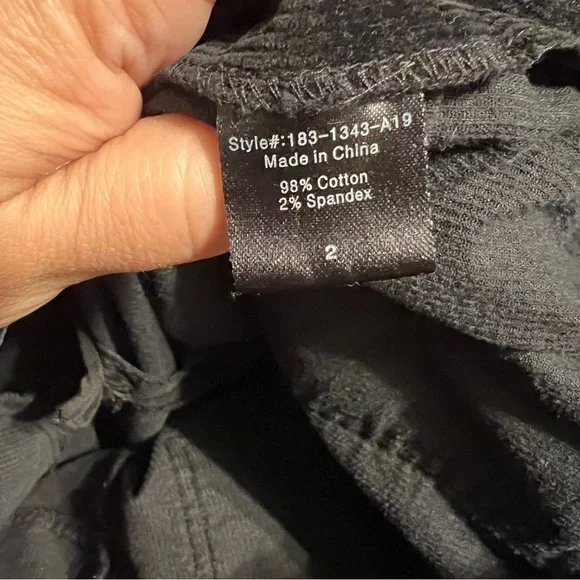 Style#:183-1343-A19
Made in China
98% Cotton
2% Spandex
2